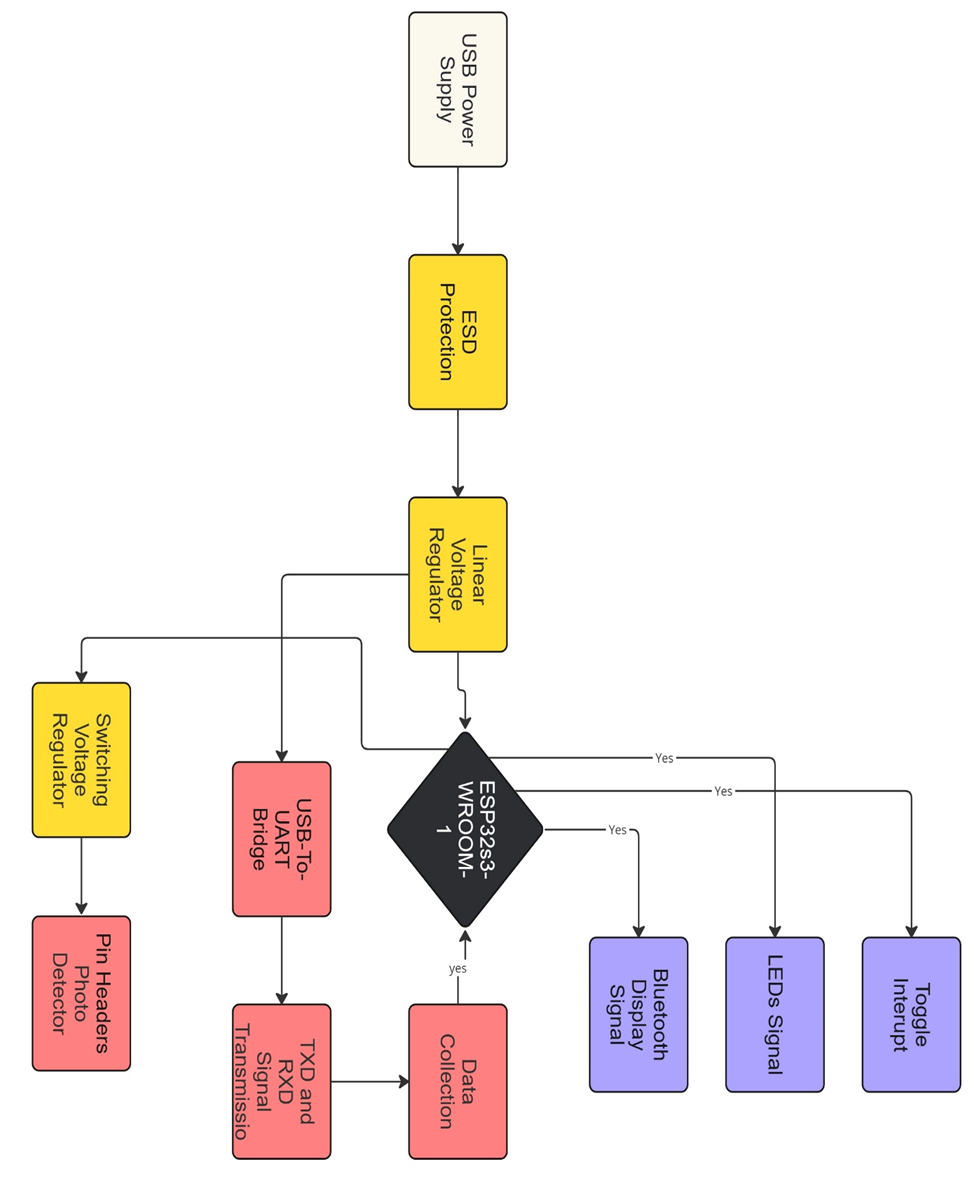 USB Power
Supply
ESD
Protection
Linear
Voltage
Regulator
Switching
Voltage
Regulator
USB-To-
UART
Bridge
ESP32s3-
WROOM-
1
Yes
Yes
Yes
yes
Pin Headers
Photo
Detector
TXD and
RXD
Signal
Transmissio
Data
Collection
Bluetooth
Display
Signal
LEDs Signal
Toggle
Interupt